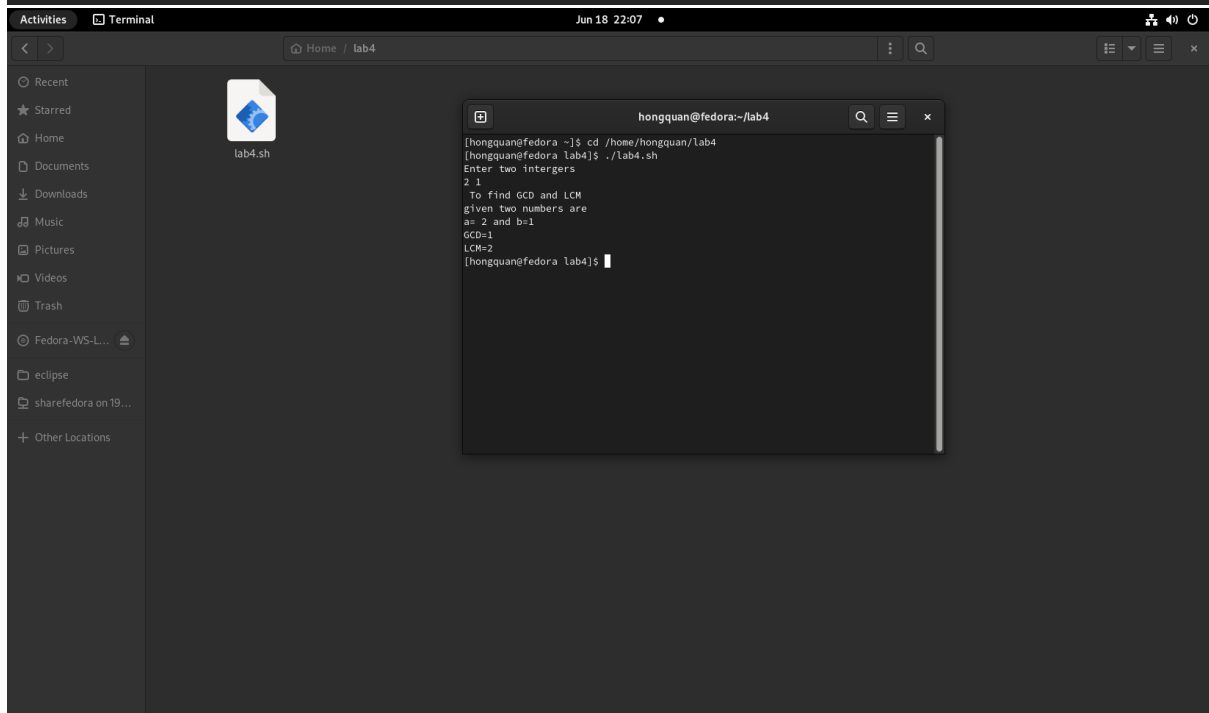 Activities Terminal Jun 18 22:07
Home / lab4
Recent
Starred
Home
Documents
Downloads
Music
Pictures
Videos
Trash
Fedora-WS-L...
eclipse
sharefedora on 19...
+ Other Locations
lab4.sh
hongquan@fedora:~/lab4
[hongquan@fedora ~]$ cd /home/hongquan/lab4
[hongquan@fedora lab4]$ ./lab4.sh
Enter two intergers
2 1
 To find GCD and LCM
given two numbers are
a= 2 and b=1
GCD=1
LCM=2
[hongquan@fedora lab4]$